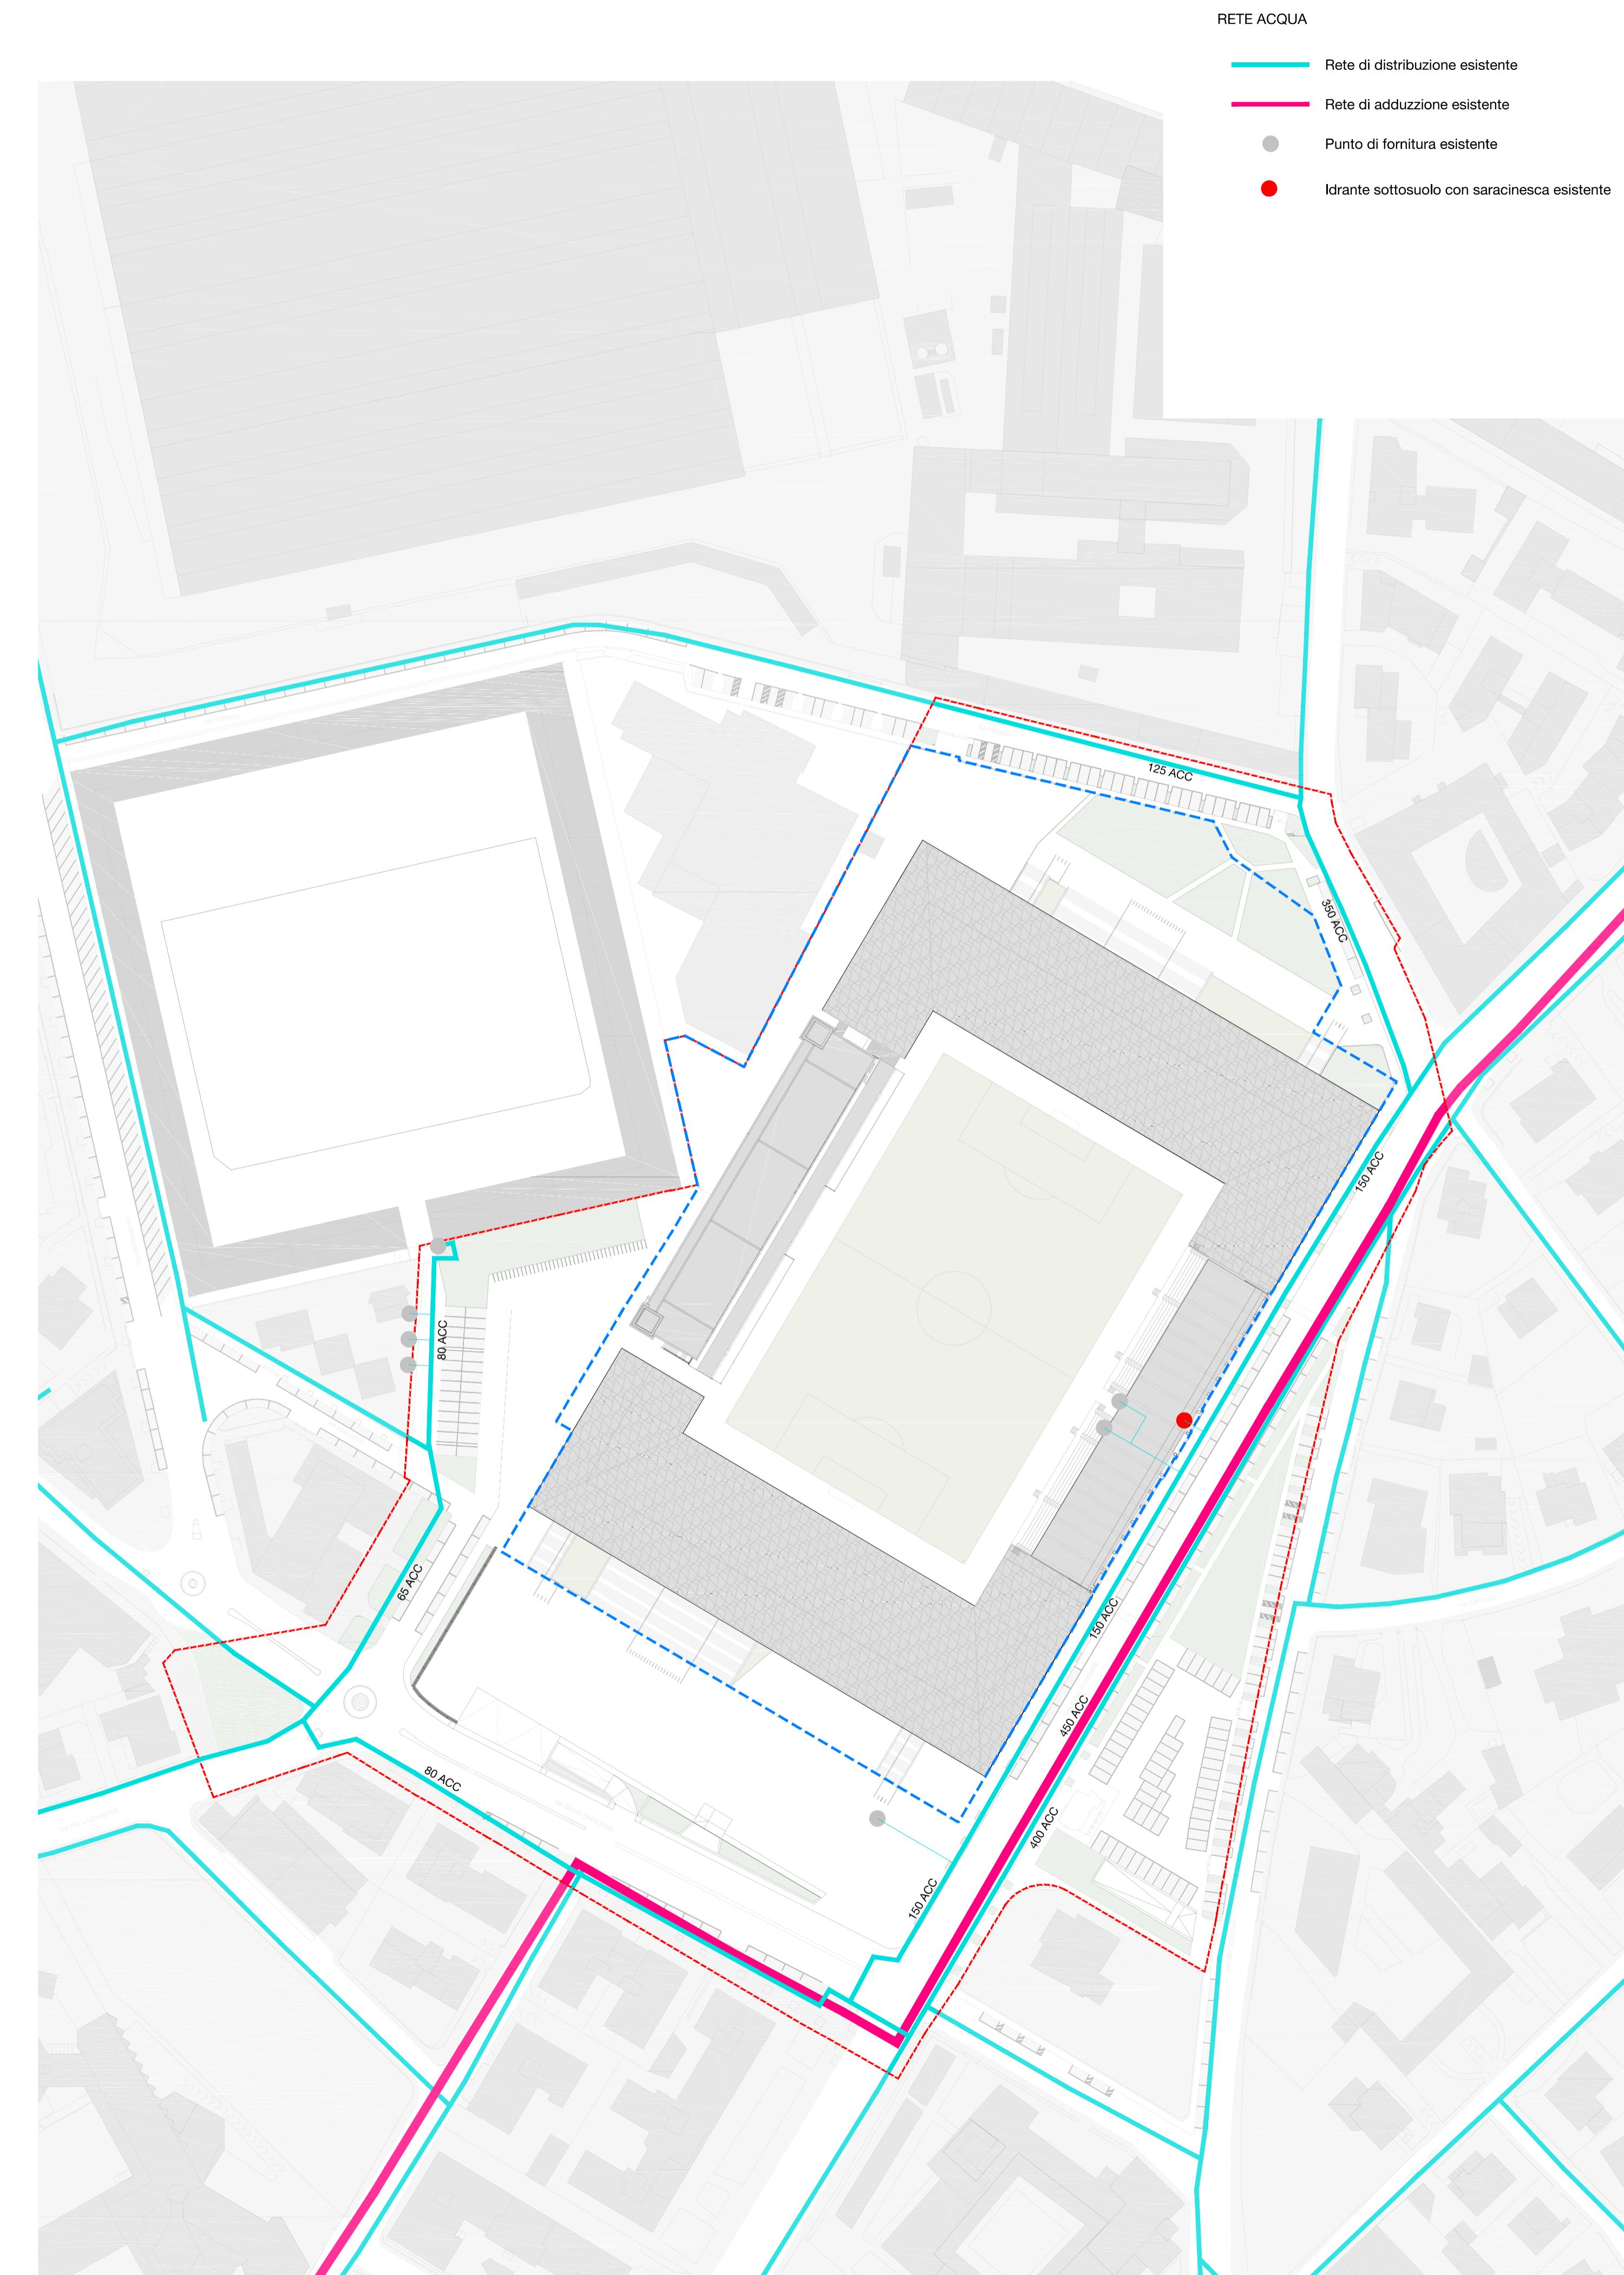 RETE ACQUA
Rete di distribuzione esistente
Rete di adduzzione esistente
Punto di fornitura esistente
Idrante sottosuolo con saracinesca esistente
125 ACC
350 ACC
150 ACC
80 ACC
65 ACC
150 ACC
450 ACC
80 ACC
400 ACC
150 ACC